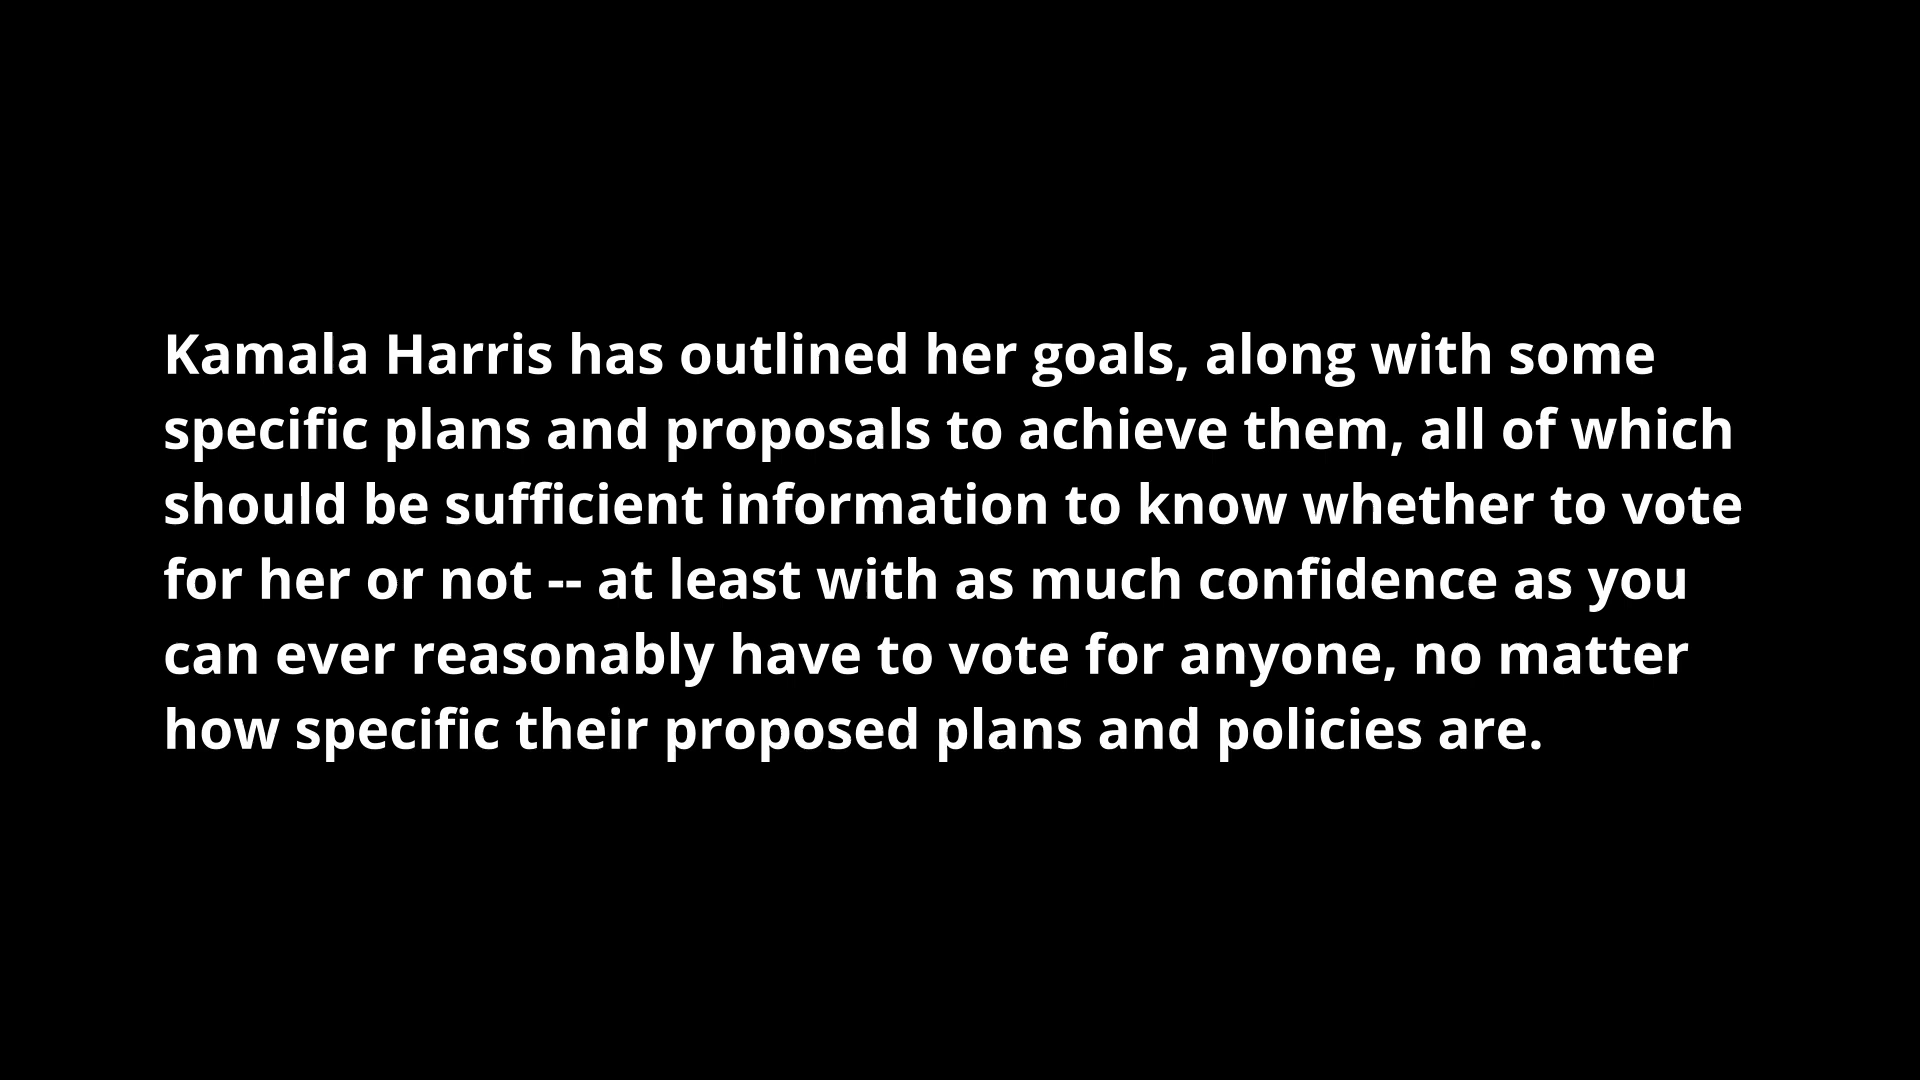 Kamala Harris has outlined her goals, along with some
specific plans and proposals to achieve them, all of which
should be sufficient information to know whether to vote
for her or not -- at least with as much confidence as you
can ever reasonably have to vote for anyone, no matter
how specific their proposed plans and policies are.